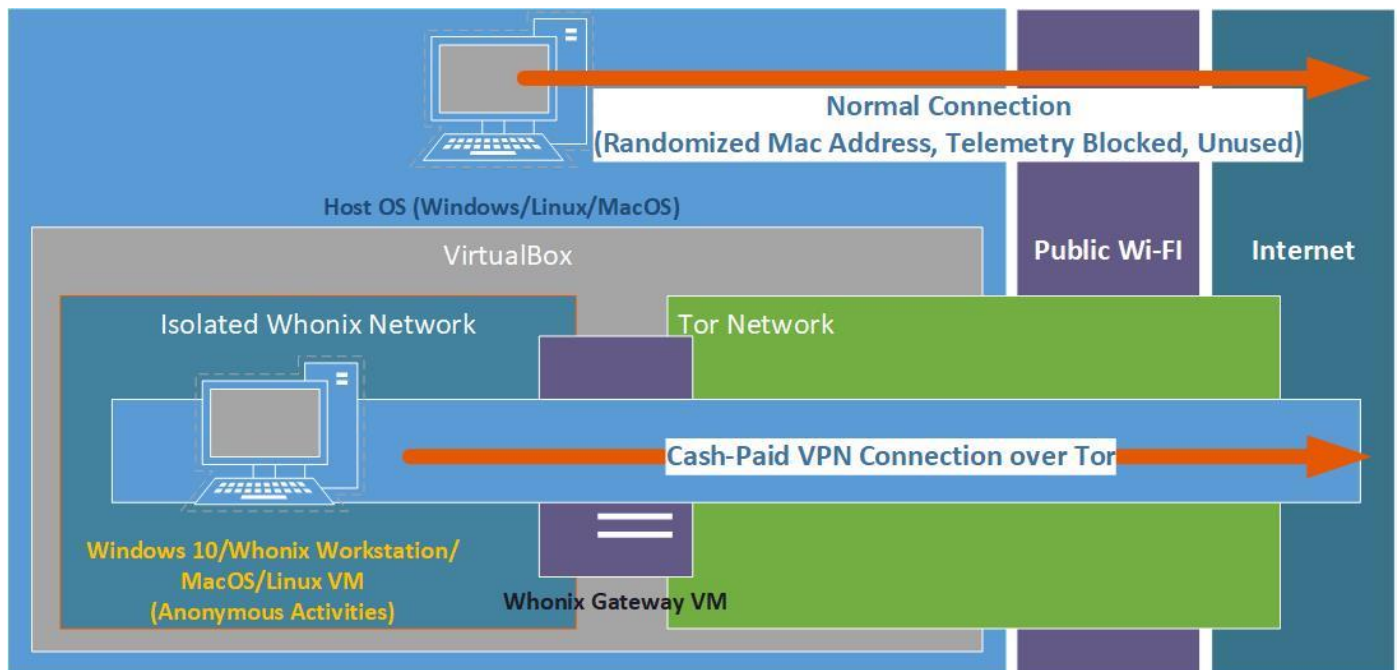 Normal Connection
(Randomized Mac Address, Telemetry Blocked, Unused)
Host OS (Windows/Linux/MacOS)
VirtualBox
Public Wi-FI
Internet
Isolated Whonix Network
Tor Network
Cash-Paid VPN Connection over Tor
Windows 10/Whonix Workstation/
MacOS/Linux VM
(Anonymous Activities)
Whonix Gateway VM